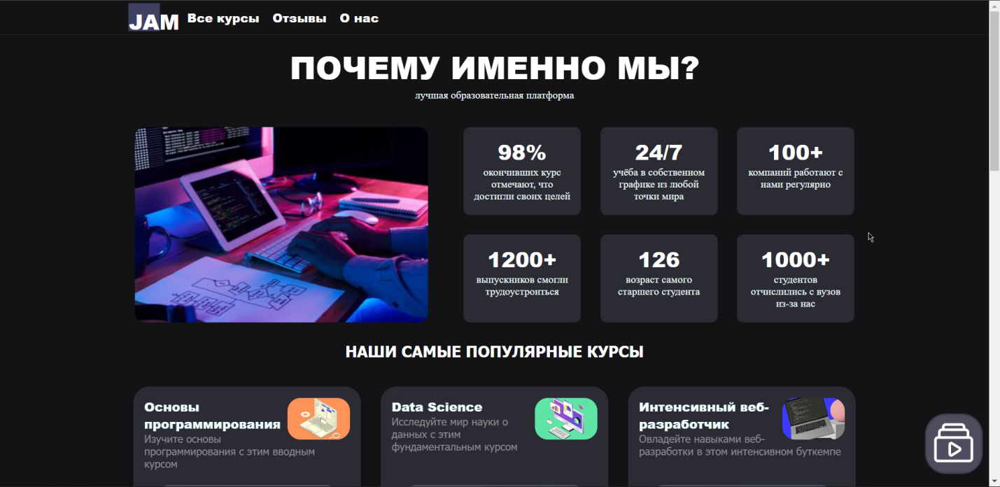 JAM Все курсы Отзывы О нас
ПОЧЕМУ ИМЕННО МЫ?
лучшая образовательная платформа
98%
окончивших курс
отмечают, что
достигли своих целей
24/7
учёба в собственном
графике из любой
точки мира
100+
компаний работают с
нами регулярно
1200+
выпускников смогли
трудоустроиться
126
возраст самого
старшего студента
1000+
студентов
отчислились с вузов
из-за нас
НАШИ САМЫЕ ПОПУЛЯРНЫЕ КУРСЫ
Основы
программирования
Изучите основы
программирования с этим вводным
курсом
Data Science
Исследуйте мир науки о
данных с этим
фундаментальным курсом
Интенсивный веб-
разработчик
Овладейте навыками веб-
разработки в этом интенсивном буткемпе